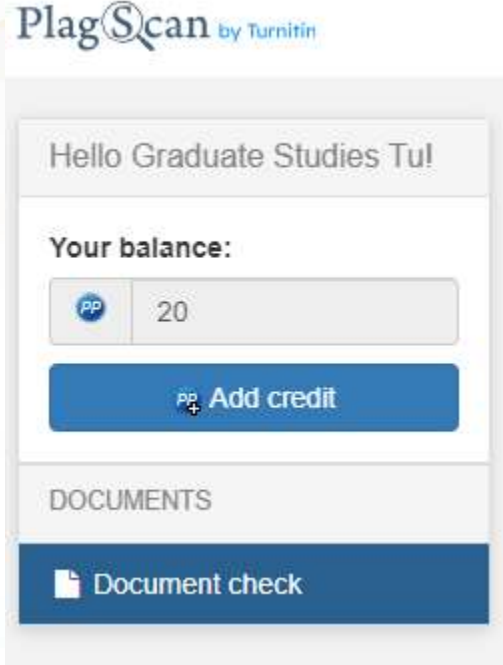 PlagScan by Turnitin
Hello Graduate Studies Tu!
Your balance:
PP 20
PP Add credit
DOCUMENTS
Document check